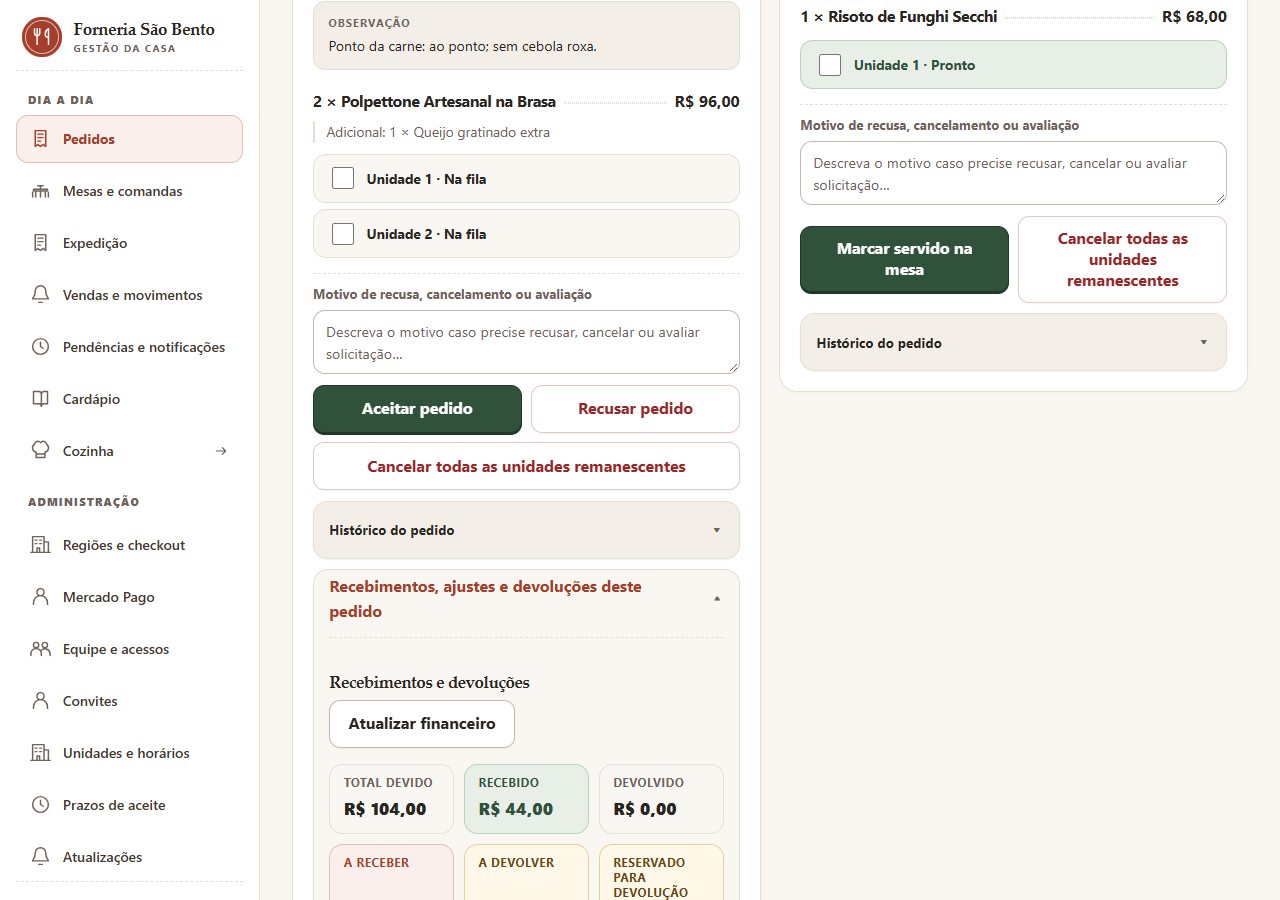 Forneria São Bento
GESTÃO DA CASA
DIA A DIA
Pedidos
Mesas e comandas
Expedição
Vendas e movimentos
Pendências e notificações
Cardápio
Cozinha →
ADMINISTRAÇÃO
Regiões e checkout
Mercado Pago
Equipe e acessos
Convites
Unidades e horários
Prazos de aceite
Atualizações
OBSERVAÇÃO
Ponto da carne: ao ponto; sem cebola roxa.
2 × Polpettone Artesanal na Brasa R$ 96,00
Adicional: 1 × Queijo gratinado extra
Unidade 1 · Na fila
Unidade 2 · Na fila
Motivo de recusa, cancelamento ou avaliação
Descreva o motivo caso precise recusar, cancelar ou avaliar
solicitação...
Aceitar pedido
Recusar pedido
Cancelar todas as unidades remanescentes
Histórico do pedido
Recebimentos, ajustes e devoluções deste
pedido
Recebimentos e devoluções
Atualizar financeiro
TOTAL DEVIDO
R$ 104,00
RECEBIDO
R$ 44,00
DEVOLVIDO
R$ 0,00
A RECEBER
A DEVOLVER
RESERVADO
PARA
DEVOLUÇÃO
1 × Risoto de Funghi Secchi R$ 68,00
Unidade 1 · Pronto
Motivo de recusa, cancelamento ou avaliação
Descreva o motivo caso precise recusar, cancelar ou avaliar
solicitação...
Marcar servido na
mesa
Cancelar todas as
unidades
remanescentes
Histórico do pedido